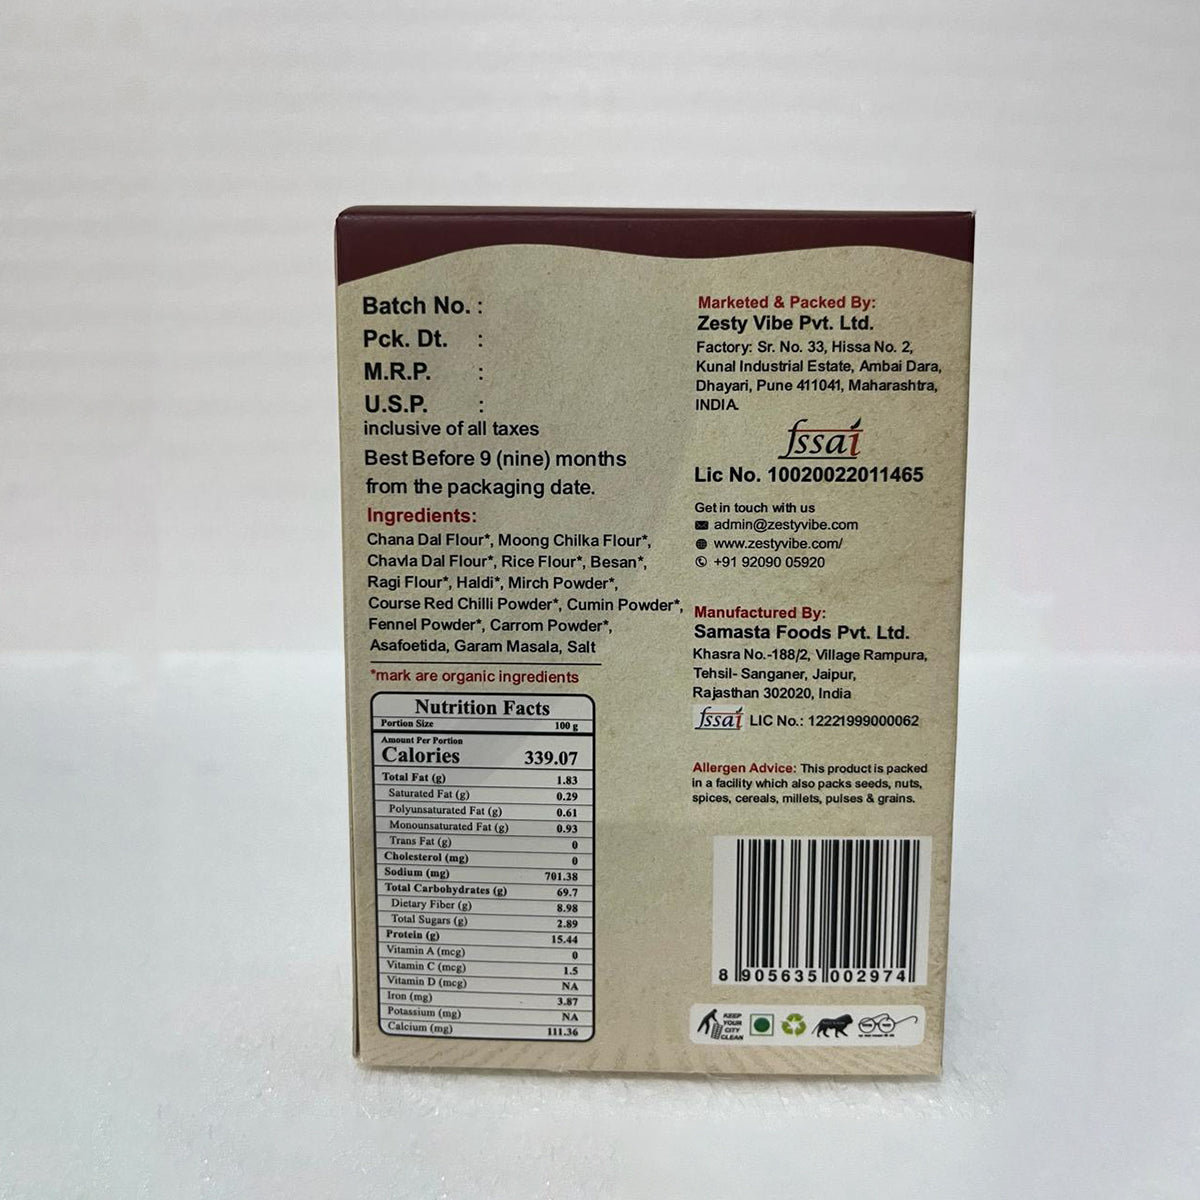 Batch No. :
Pck. Dt. :
M.R.P. :
U.S.P. :
inclusive of all taxes
Best Before 9 (nine) months
from the packaging date.
Ingredients:
Chana Dal Flour*, Moong Chilka Flour*,
Chavla Dal Flour*, Rice Flour*, Besan*,
Ragi Flour*, Haldi*, Mirch Powder*,
Course Red Chilli Powder*, Cumin Powder*,
Fennel Powder*, Carrom Powder*,
Asafoetida, Garam Masala, Salt
*mark are organic ingredients
Nutrition Facts
Portion Size 100 g
Amount Per Portion
Calories 339.07
Total Fat (g) 1.83
Saturated Fat (g) 0.29
Polyunsaturated Fat (g) 0.61
Monounsaturated Fat (g) 0.93
Trans Fat (g) 0
Cholesterol (mg) 0
Sodium (mg) 701.38
Total Carbohydrates (g) 69.7
Dietary Fiber (g) 8.98
Total Sugars (g) 2.89
Protein (g) 15.44
Vitamin A (mcg) 0
Vitamin C (mcg) 1.5
Vitamin D (mcg) NA
Iron (mg) 3.87
Potassium (mg) NA
Calcium (mg) 111.36
Marketed & Packed By:
Zesty Vibe Pvt. Ltd.
Factory: Sr. No. 33, Hissa No. 2,
Kunal Industrial Estate, Ambai Dara,
Dhayari, Pune 411041, Maharashtra,
INDIA.
fssai
Lic No. 10020022011465
Get in touch with us
admin@zestyvibe.com
www.zestyvibe.com/
+91 92090 05920
Manufactured By:
Samasta Foods Pvt. Ltd.
Khasra No.-188/2, Village Rampura,
Tehsil- Sanganer, Jaipur,
Rajasthan 302020, India
fssai LIC No.: 12221999000062
Allergen Advice: This product is packed
in a facility which also packs seeds, nuts,
spices, cereals, millets, pulses & grains.
8 905635 002974
KEEP
YOUR
CITY
CLEAN